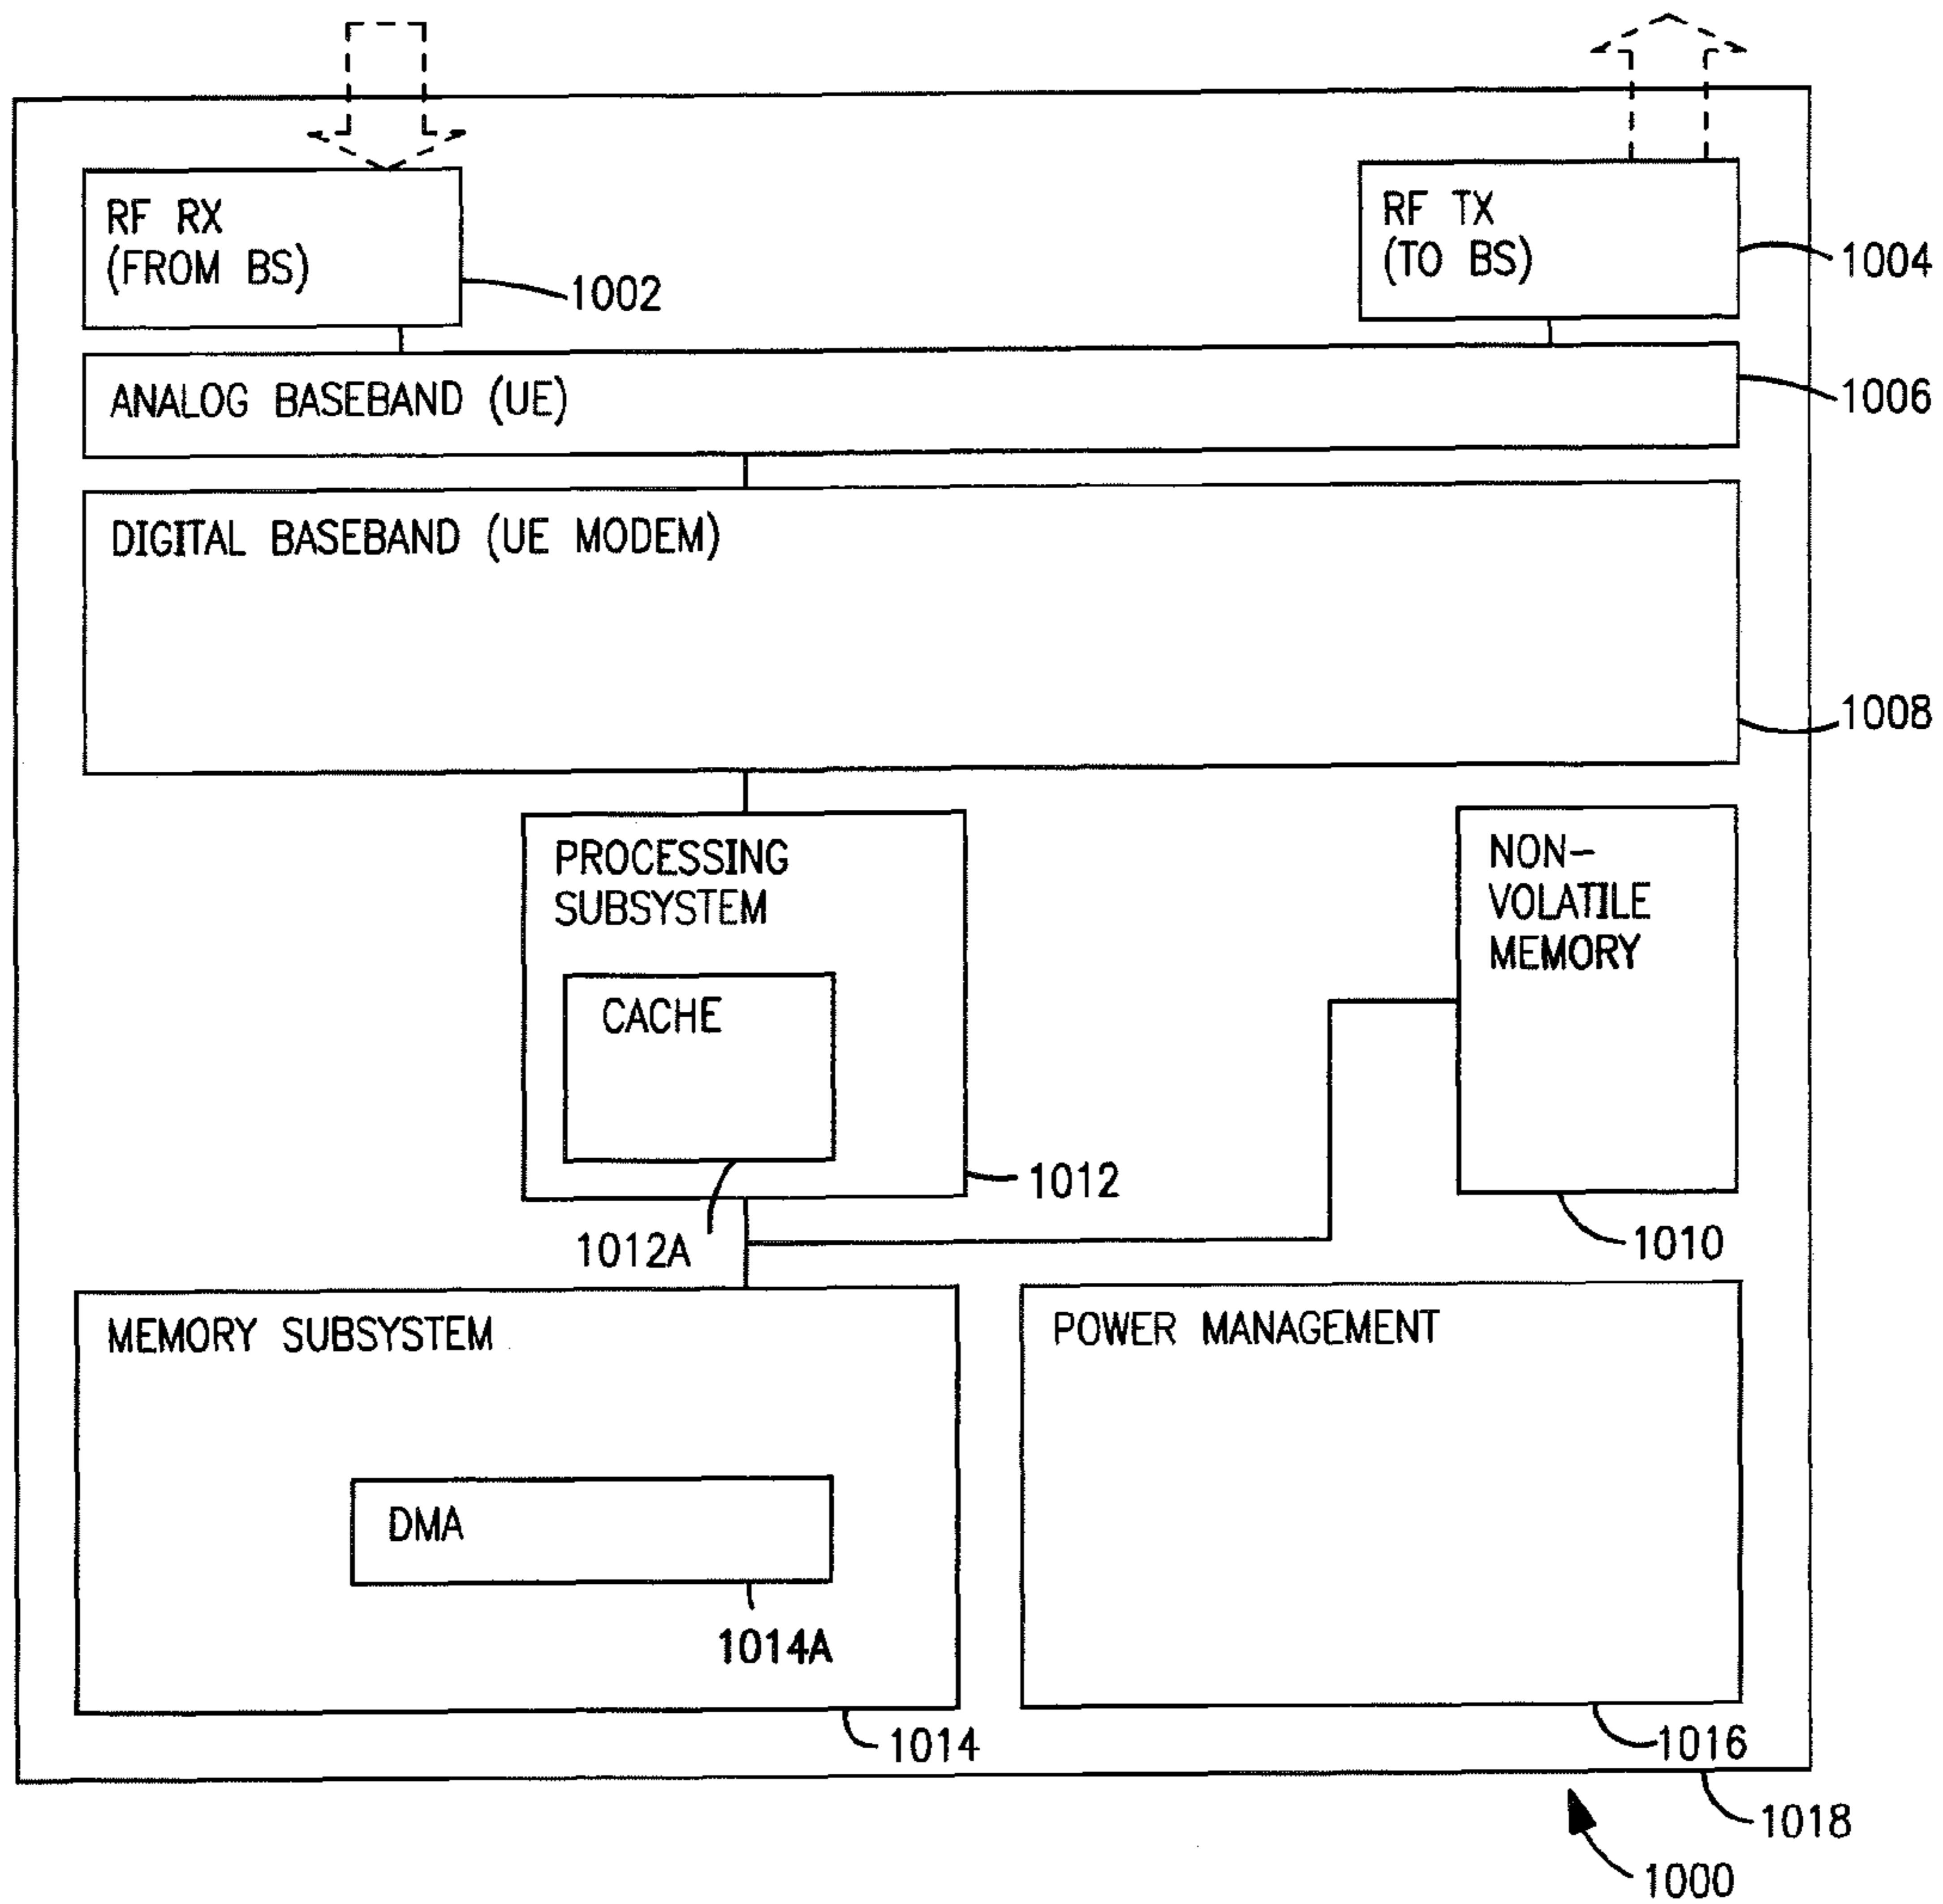 RF RX
(FROM BS)
1002
RF TX
(TO BS)
1004
ANALOG BASEBAND (UE)
1006
DIGITAL BASEBAND (UE MODEM)
1008
PROCESSING
SUBSYSTEM
CACHE
1012
1012A
NON-
VOLATILE
MEMORY
1010
MEMORY SUBSYSTEM
DMA
1014A
1014
POWER MANAGEMENT
1016
1018
1000